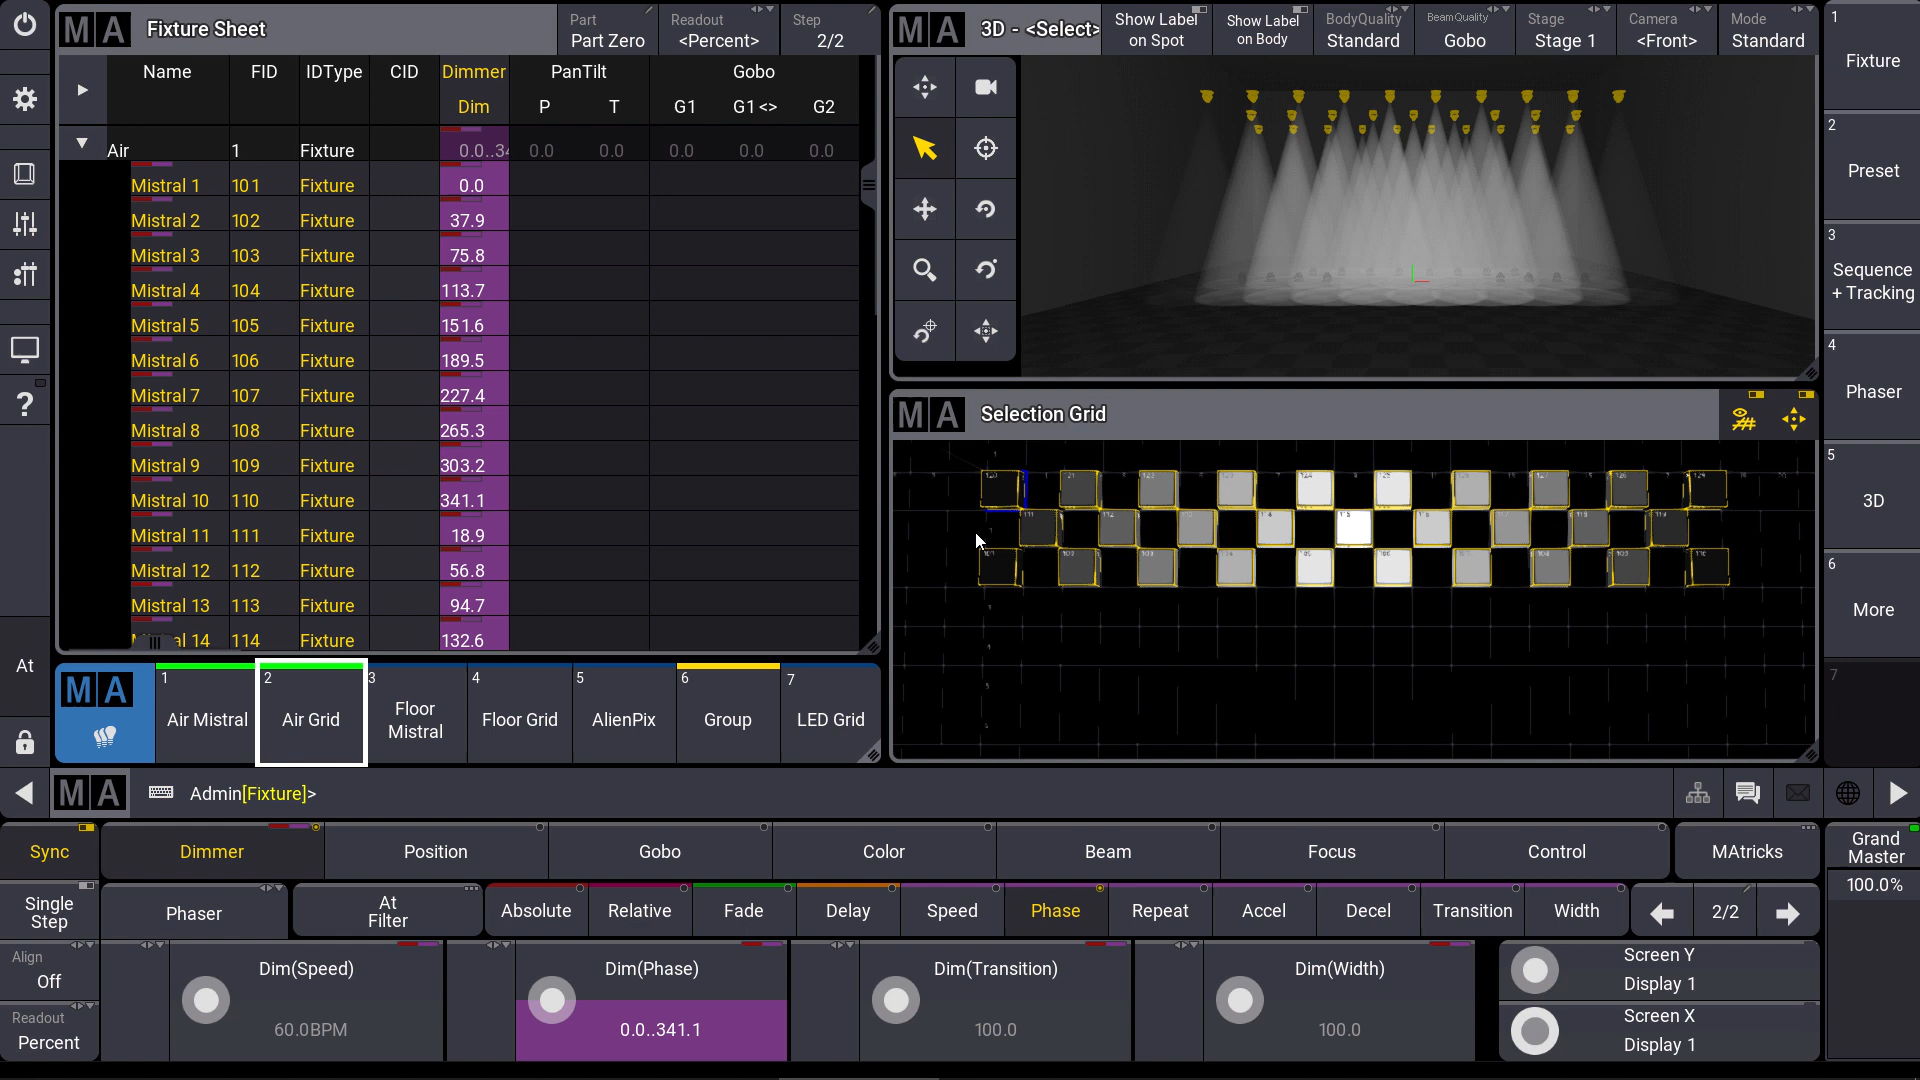 MA Fixture Sheet
Part
Part Zero
Readout
<Percent>
Step
2/2
Name FID IDType CID Dimmer PanTilt Gobo
Dim P T G1 G1 <> G2
Air 1 Fixture 0.0..34 0.0 0.0 0.0 0.0 0.0
Mistral 1 101 Fixture 0.0
Mistral 2 102 Fixture 37.9
Mistral 3 103 Fixture 75.8
Mistral 4 104 Fixture 113.7
Mistral 5 105 Fixture 151.6
Mistral 6 106 Fixture 189.5
Mistral 7 107 Fixture 227.4
Mistral 8 108 Fixture 265.3
Mistral 9 109 Fixture 303.2
Mistral 10 110 Fixture 341.1
Mistral 11 111 Fixture 18.9
Mistral 12 112 Fixture 56.8
Mistral 13 113 Fixture 94.7
114 Fixture 132.6
MA 3D - <Select>
Show Label
on Spot
Show Label
on Body
BodyQuality
Standard
BeamQuality
Gobo
Stage
Stage 1
Camera
<Front>
Mode
Standard
MA Selection Grid
1
Fixture
2
Preset
3
Sequence
+ Tracking
4
Phaser
5
3D
6
More
7
At
MA
1
Air Mistral
2
Air Grid
3
Floor
Mistral
4
Floor Grid
5
AlienPix
6
Group
7
LED Grid
MA Admin[Fixture]>
Sync Dimmer Position Gobo Color Beam Focus Control MAtricks
Grand
Master
100.0%
Single
Step
Phaser
At
Filter
Absolute Relative Fade Delay Speed Phase Repeat Accel Decel Transition Width 2/2
Align
Off
Readout
Percent
Dim(Speed)
60.0BPM
Dim(Phase)
0.0..341.1
Dim(Transition)
100.0
Dim(Width)
100.0
Screen Y
Display 1
Screen X
Display 1